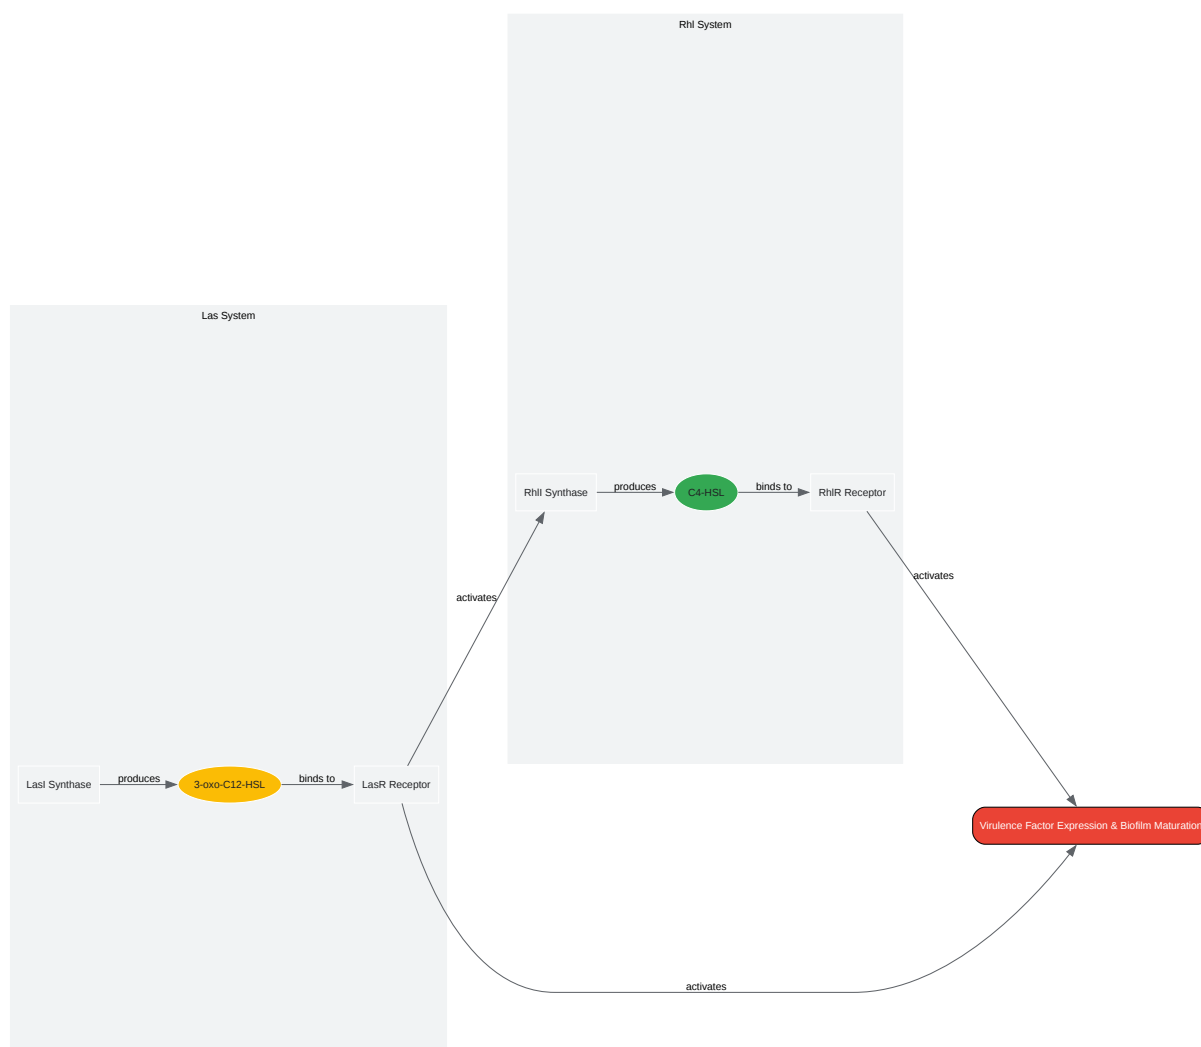 Rhl System
Las System
RhlI Synthase
produces
C4-HSL
binds to
RhlR Receptor
activates
activates
LasI Synthase
produces
3-oxo-C12-HSL
binds to
LasR Receptor
Virulence Factor Expression & Biofilm Maturation
activates